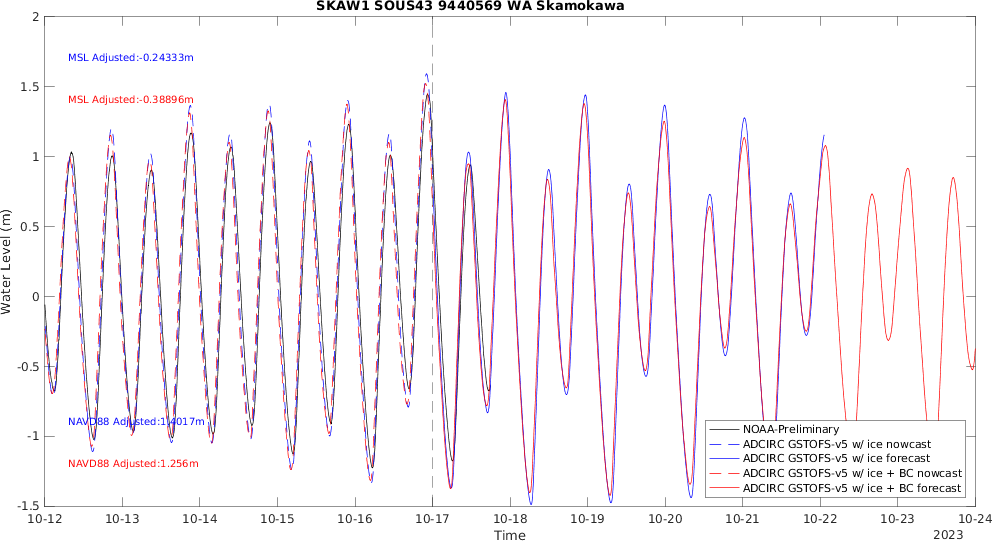 SKAW1 SOUS43 9440569 WA Skamokawa
Water Level (m)
2
1.5
1
0.5
0
-0.5
-1
-1.5
MSL Adjusted:-0.24333m
MSL Adjusted:-0.38896m
NAVD88 Adjusted:1.4017m
NAVD88 Adjusted:1.256m
NOAA-Preliminary
ADCIRC GSTOFS-v5 w/ ice nowcast
ADCIRC GSTOFS-v5 w/ ice forecast
ADCIRC GSTOFS-v5 w/ ice + BC nowcast
ADCIRC GSTOFS-v5 w/ ice + BC forecast
10-12 10-13 10-14 10-15 10-16 10-17 10-18 10-19 10-20 10-21 10-22 10-23 10-24
Time
2023